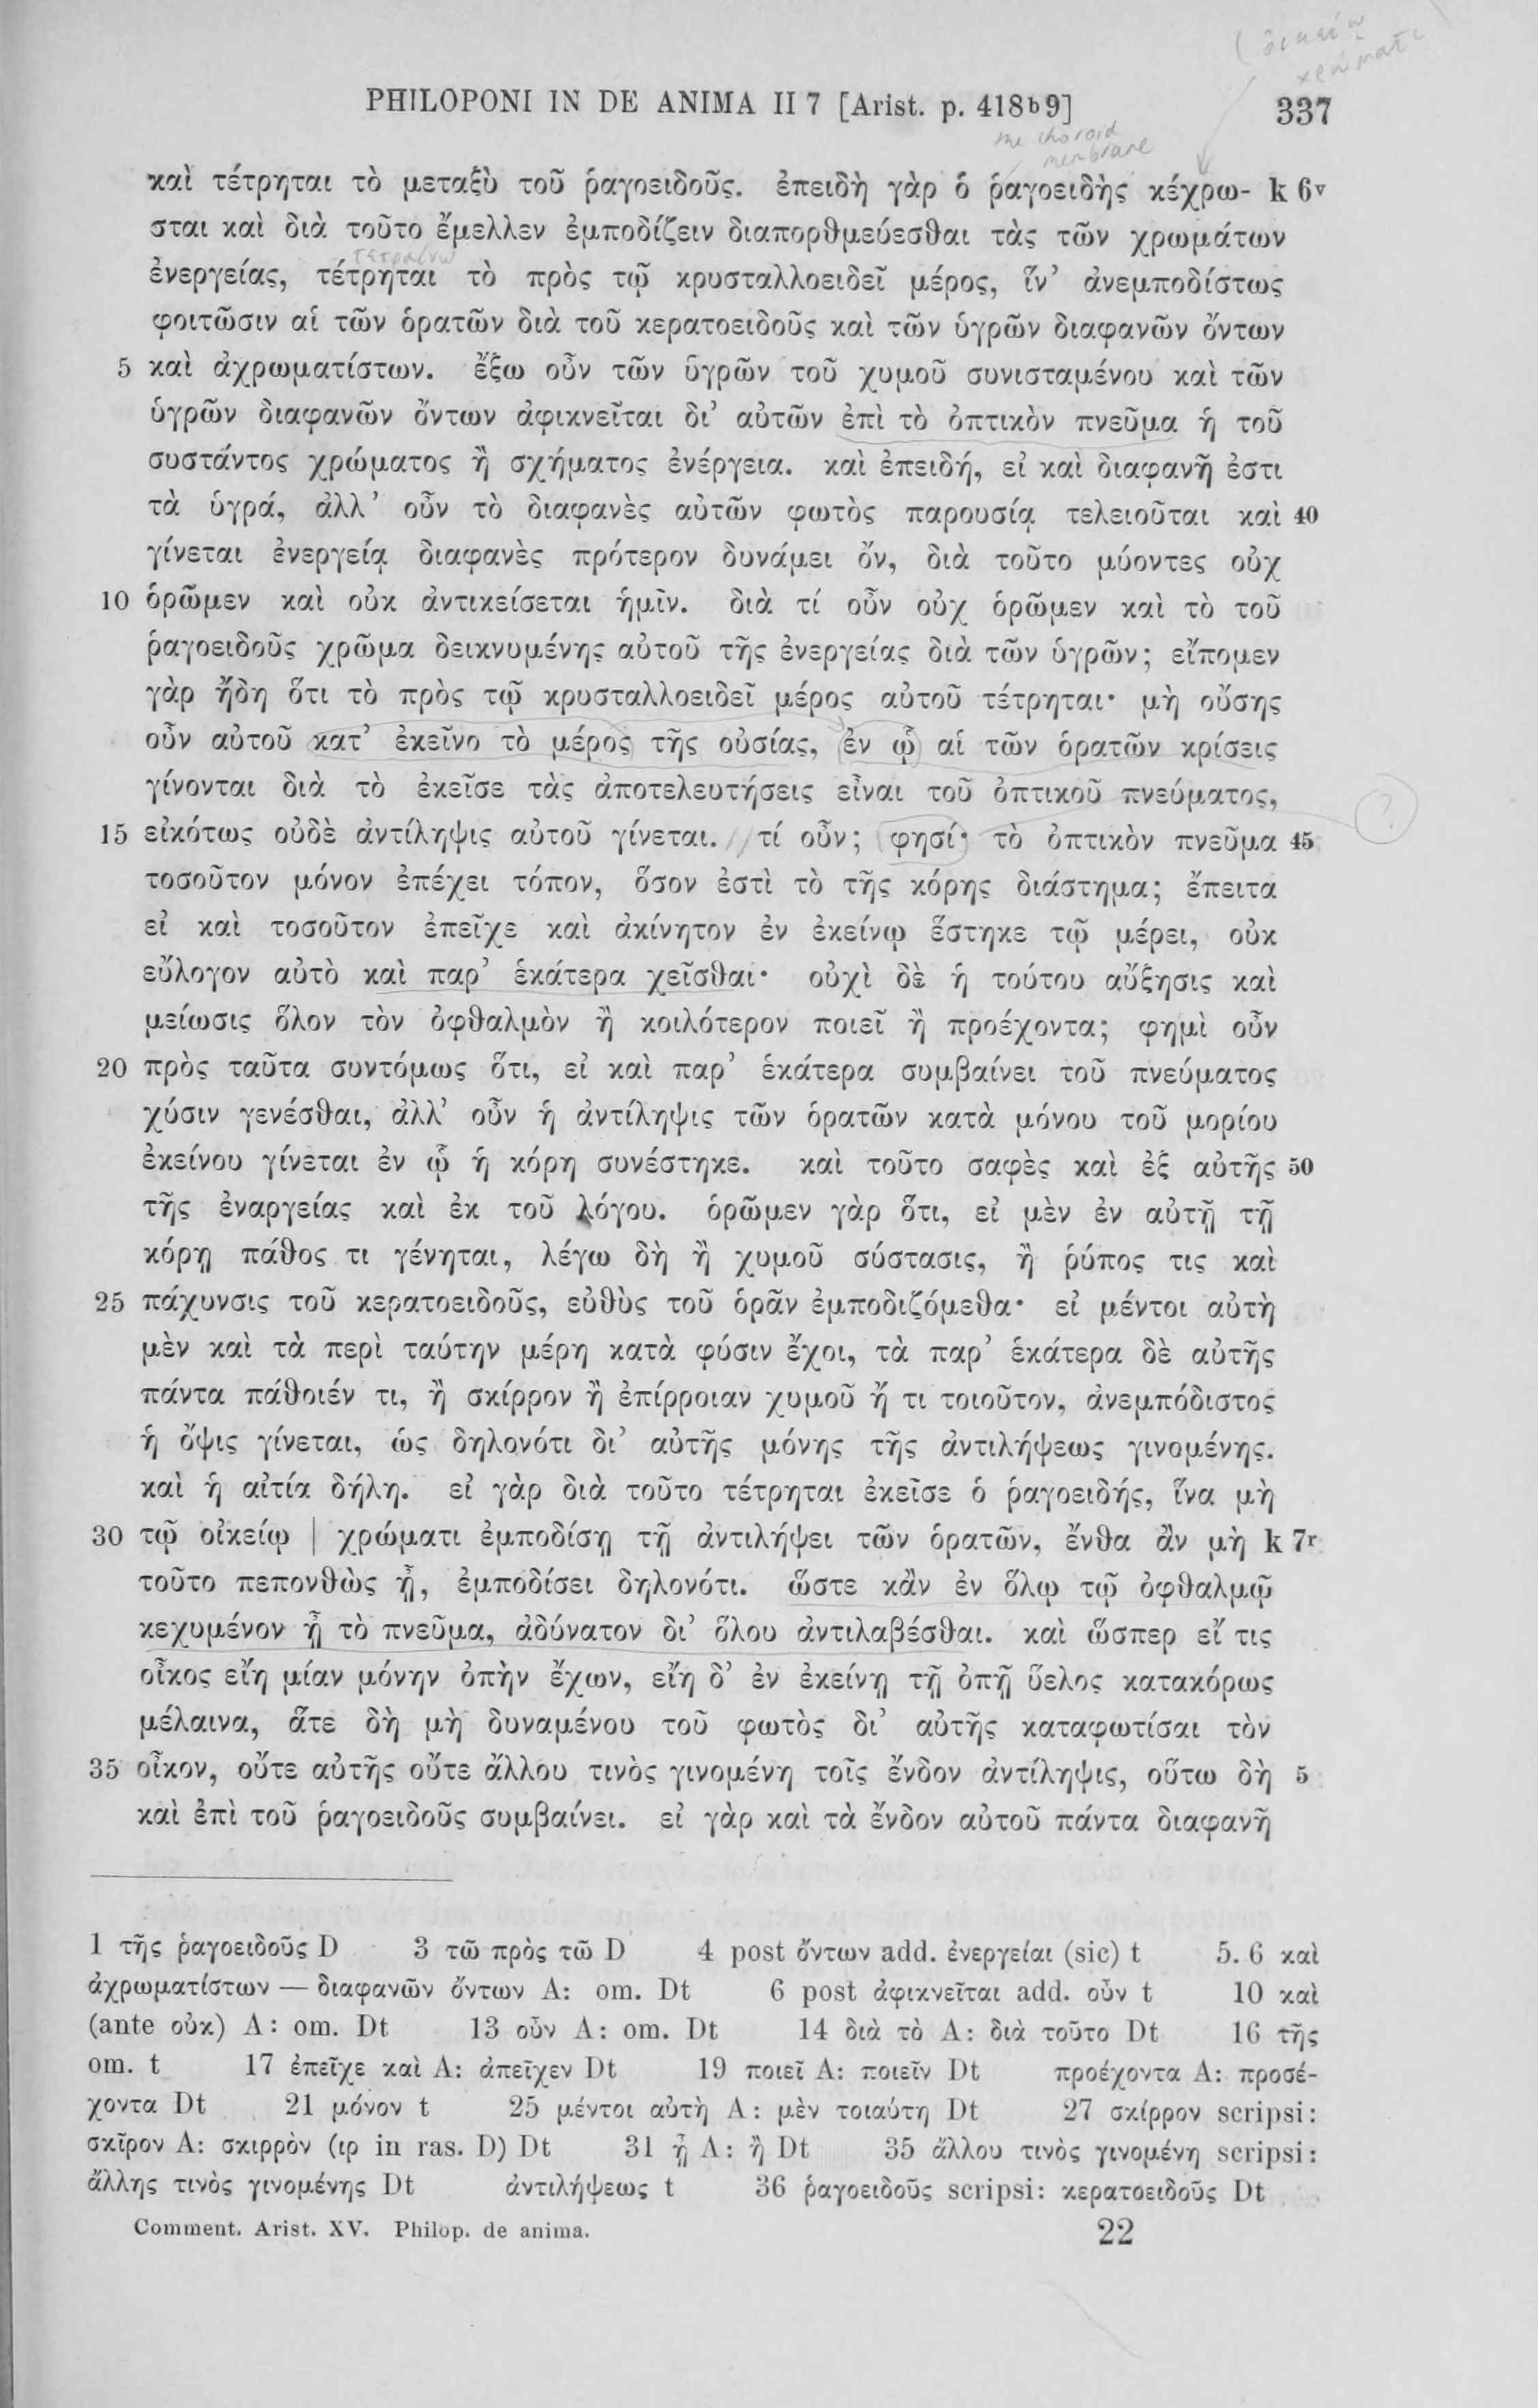 (οἰκείῳ
χρώματι
PHILOPONI IN DE ANIMA II 7 [Arist. p. 418b9] 337
the choroid
membrane
καὶ τέτρηται τὸ μεταξὺ τοῦ ῥαγοειδοῦς. ἐπειδὴ γὰρ ὁ ῥαγοειδὴς κέχρω- k 6v
σται καὶ διὰ τοῦτο ἔμελλεν ἐμποδίζειν διαπορθμεύεσθαι τὰς τῶν χρωμάτων
τετραίνω
ἐνεργείας, τέτρηται τὸ πρὸς τῷ κρυσταλλοειδεῖ μέρος, ἵν’ ἀνεμποδίστως
φοιτῶσιν αἱ τῶν ὁρατῶν διὰ τοῦ κερατοειδοῦς καὶ τῶν ὑγρῶν διαφανῶν ὄντων
5 καὶ ἀχρωματίστων. ἔξω οὖν τῶν ὑγρῶν τοῦ χυμοῦ συνισταμένου καὶ τῶν
ὑγρῶν διαφανῶν ὄντων ἀφικνεῖται δι’ αὐτῶν ἐπὶ τὸ ὀπτικὸν πνεῦμα ἡ τοῦ
συστάντος χρώματος ἢ σχήματος ἐνέργεια. καὶ ἐπειδή, εἰ καὶ διαφανῆ ἐστι
τὰ ὑγρά, ἀλλ’ οὖν τὸ διαφανὲς αὐτῶν φωτὸς παρουσίᾳ τελειοῦται καὶ 40
γίνεται ἐνεργείᾳ διαφανὲς πρότερον δυνάμει ὄν, διὰ τοῦτο μύοντες οὐχ
10 ὁρῶμεν καὶ οὐκ ἀντικείσεται ἡμῖν. διὰ τί οὖν οὐχ ὁρῶμεν καὶ τὸ τοῦ
ῥαγοειδοῦς χρῶμα δεικνυμένης αὐτοῦ τῆς ἐνεργείας διὰ τῶν ὑγρῶν; εἴπομεν
γὰρ ἤδη ὅτι τὸ πρὸς τῷ κρυσταλλοειδεῖ μέρος αὐτοῦ τέτρηται· μὴ οὔσης
οὖν αὐτοῦ κατ’ ἐκεῖνο τὸ μέρος τῆς οὐσίας, ἐν ᾧ αἱ τῶν ὁρατῶν κρίσεις
γίνονται διὰ τὸ ἐκεῖσε τὰς ἀποτελευτήσεις εἶναι τοῦ ὀπτικοῦ πνεύματος, ?
15 εἰκότως οὐδὲ ἀντίληψις αὐτοῦ γίνεται. // τί οὖν; φησί· τὸ ὀπτικὸν πνεῦμα 45
τοσοῦτον μόνον ἐπέχει τόπον, ὅσον ἐστὶ τὸ τῆς κόρης διάστημα; ἔπειτα
εἰ καὶ τοσοῦτον ἐπεῖχε καὶ ἀκίνητον ἐν ἐκείνῳ ἕστηκε τῷ μέρει, οὐκ
εὔλογον αὐτὸ καὶ παρ’ ἑκάτερα χεῖσθαι· οὐχὶ δὲ ἡ τούτου αὔξησις καὶ
μείωσις ὅλον τὸν ὀφθαλμὸν ἢ κοιλότερον ποιεῖ ἢ προέχοντα; φημὶ οὖν
20 πρὸς ταῦτα συντόμως ὅτι, εἰ καὶ παρ’ ἑκάτερα συμβαίνει τοῦ πνεύματος
χύσιν γενέσθαι, ἀλλ’ οὖν ἡ ἀντίληψις τῶν ὁρατῶν κατὰ μόνου τοῦ μορίου
ἐκείνου γίνεται ἐν ᾧ ἡ κόρη συνέστηκε. καὶ τοῦτο σαφὲς καὶ ἐξ αὐτῆς 50
τῆς ἐναργείας καὶ ἐκ τοῦ λόγου. ὁρῶμεν γὰρ ὅτι, εἰ μὲν ἐν αὐτῇ τῇ
κόρῃ πάθος τι γένηται, λέγω δὴ ἢ χυμοῦ σύστασις, ἢ ῥύπος τις καὶ
25 πάχυνσις τοῦ κερατοειδοῦς, εὐθὺς τοῦ ὁρᾶν ἐμποδιζόμεθα· εἰ μέντοι αὐτὴ
μὲν καὶ τὰ περὶ ταύτην μέρη κατὰ φύσιν ἔχοι, τὰ παρ’ ἑκάτερα δὲ αὐτῆς
πάντα πάθοιέν τι, ἢ σκίρρον ἢ ἐπίρροιαν χυμοῦ ἤ τι τοιοῦτον, ἀνεμπόδιστος
ἡ ὄψις γίνεται, ὡς δηλονότι δι’ αὐτῆς μόνης τῆς ἀντιλήψεως γινομένης.
καὶ ἡ αἰτία δήλη. εἰ γὰρ διὰ τοῦτο τέτρηται ἐκεῖσε ὁ ῥαγοειδής, ἵνα μὴ
30 τῷ οἰκείῳ | χρώματι ἐμποδίσῃ τῇ ἀντιλήψει τῶν ὁρατῶν, ἔνθα ἂν μὴ k 7r
τοῦτο πεπονθὼς ᾖ, ἐμποδίσει δηλονότι. ὥστε κἂν ἐν ὅλῳ τῷ ὀφθαλμῷ
κεχυμένον ᾖ τὸ πνεῦμα, ἀδύνατον δι’ ὅλου ἀντιλαβέσθαι. καὶ ὥσπερ εἴ τις
οἶκος εἴη μίαν μόνην ὀπὴν ἔχων, εἴη δ’ ἐν ἐκείνῃ τῇ ὀπῇ ὕελος κατακόρως
μέλαινα, ἅτε δὴ μὴ δυναμένου τοῦ φωτὸς δι’ αὐτῆς καταφωτίσαι τὸν
35 οἶκον, οὔτε αὐτῆς οὔτε ἄλλου τινὸς γινομένη τοῖς ἔνδον ἀντίληψις, οὕτω δὴ 5
καὶ ἐπὶ τοῦ ῥαγοειδοῦς συμβαίνει. εἰ γὰρ καὶ τὰ ἔνδον αὐτοῦ πάντα διαφανῆ
1 τῆς ῥαγοειδοῦς D 3 τῶ πρὸς τῶ D 4 post ὄντων add. ἐνεργείαι (sic) t 5. 6 καὶ
ἀχρωματίστων — διαφανῶν ὄντων A: om. Dt 6 post ἀφικνεῖται add. οὖν t 10 καὶ
(ante οὐκ) A: om. Dt 13 οὖν A: om. Dt 14 διὰ τὸ A: διὰ τοῦτο Dt 16 τῆς
om. t 17 ἐπεῖχε καὶ A: ἀπεῖχεν Dt 19 ποιεῖ A: ποιεῖν Dt προέχοντα A: προσέ-
χοντα Dt 21 μόνον t 25 μέντοι αὐτὴ A: μὲν τοιαύτη Dt 27 σκίρρον scripsi:
σκῖρον A: σκιρρὸν (ιρ in ras. D) Dt 31 ᾖ A: ἢ Dt 35 ἄλλου τινὸς γινομένη scripsi:
ἄλλης τινὸς γινομένης Dt ἀντιλήψεως t 36 ῥαγοειδοῦς scripsi: κερατοειδοῦς Dt
Comment. Arist. XV. Philop. de anima. 22